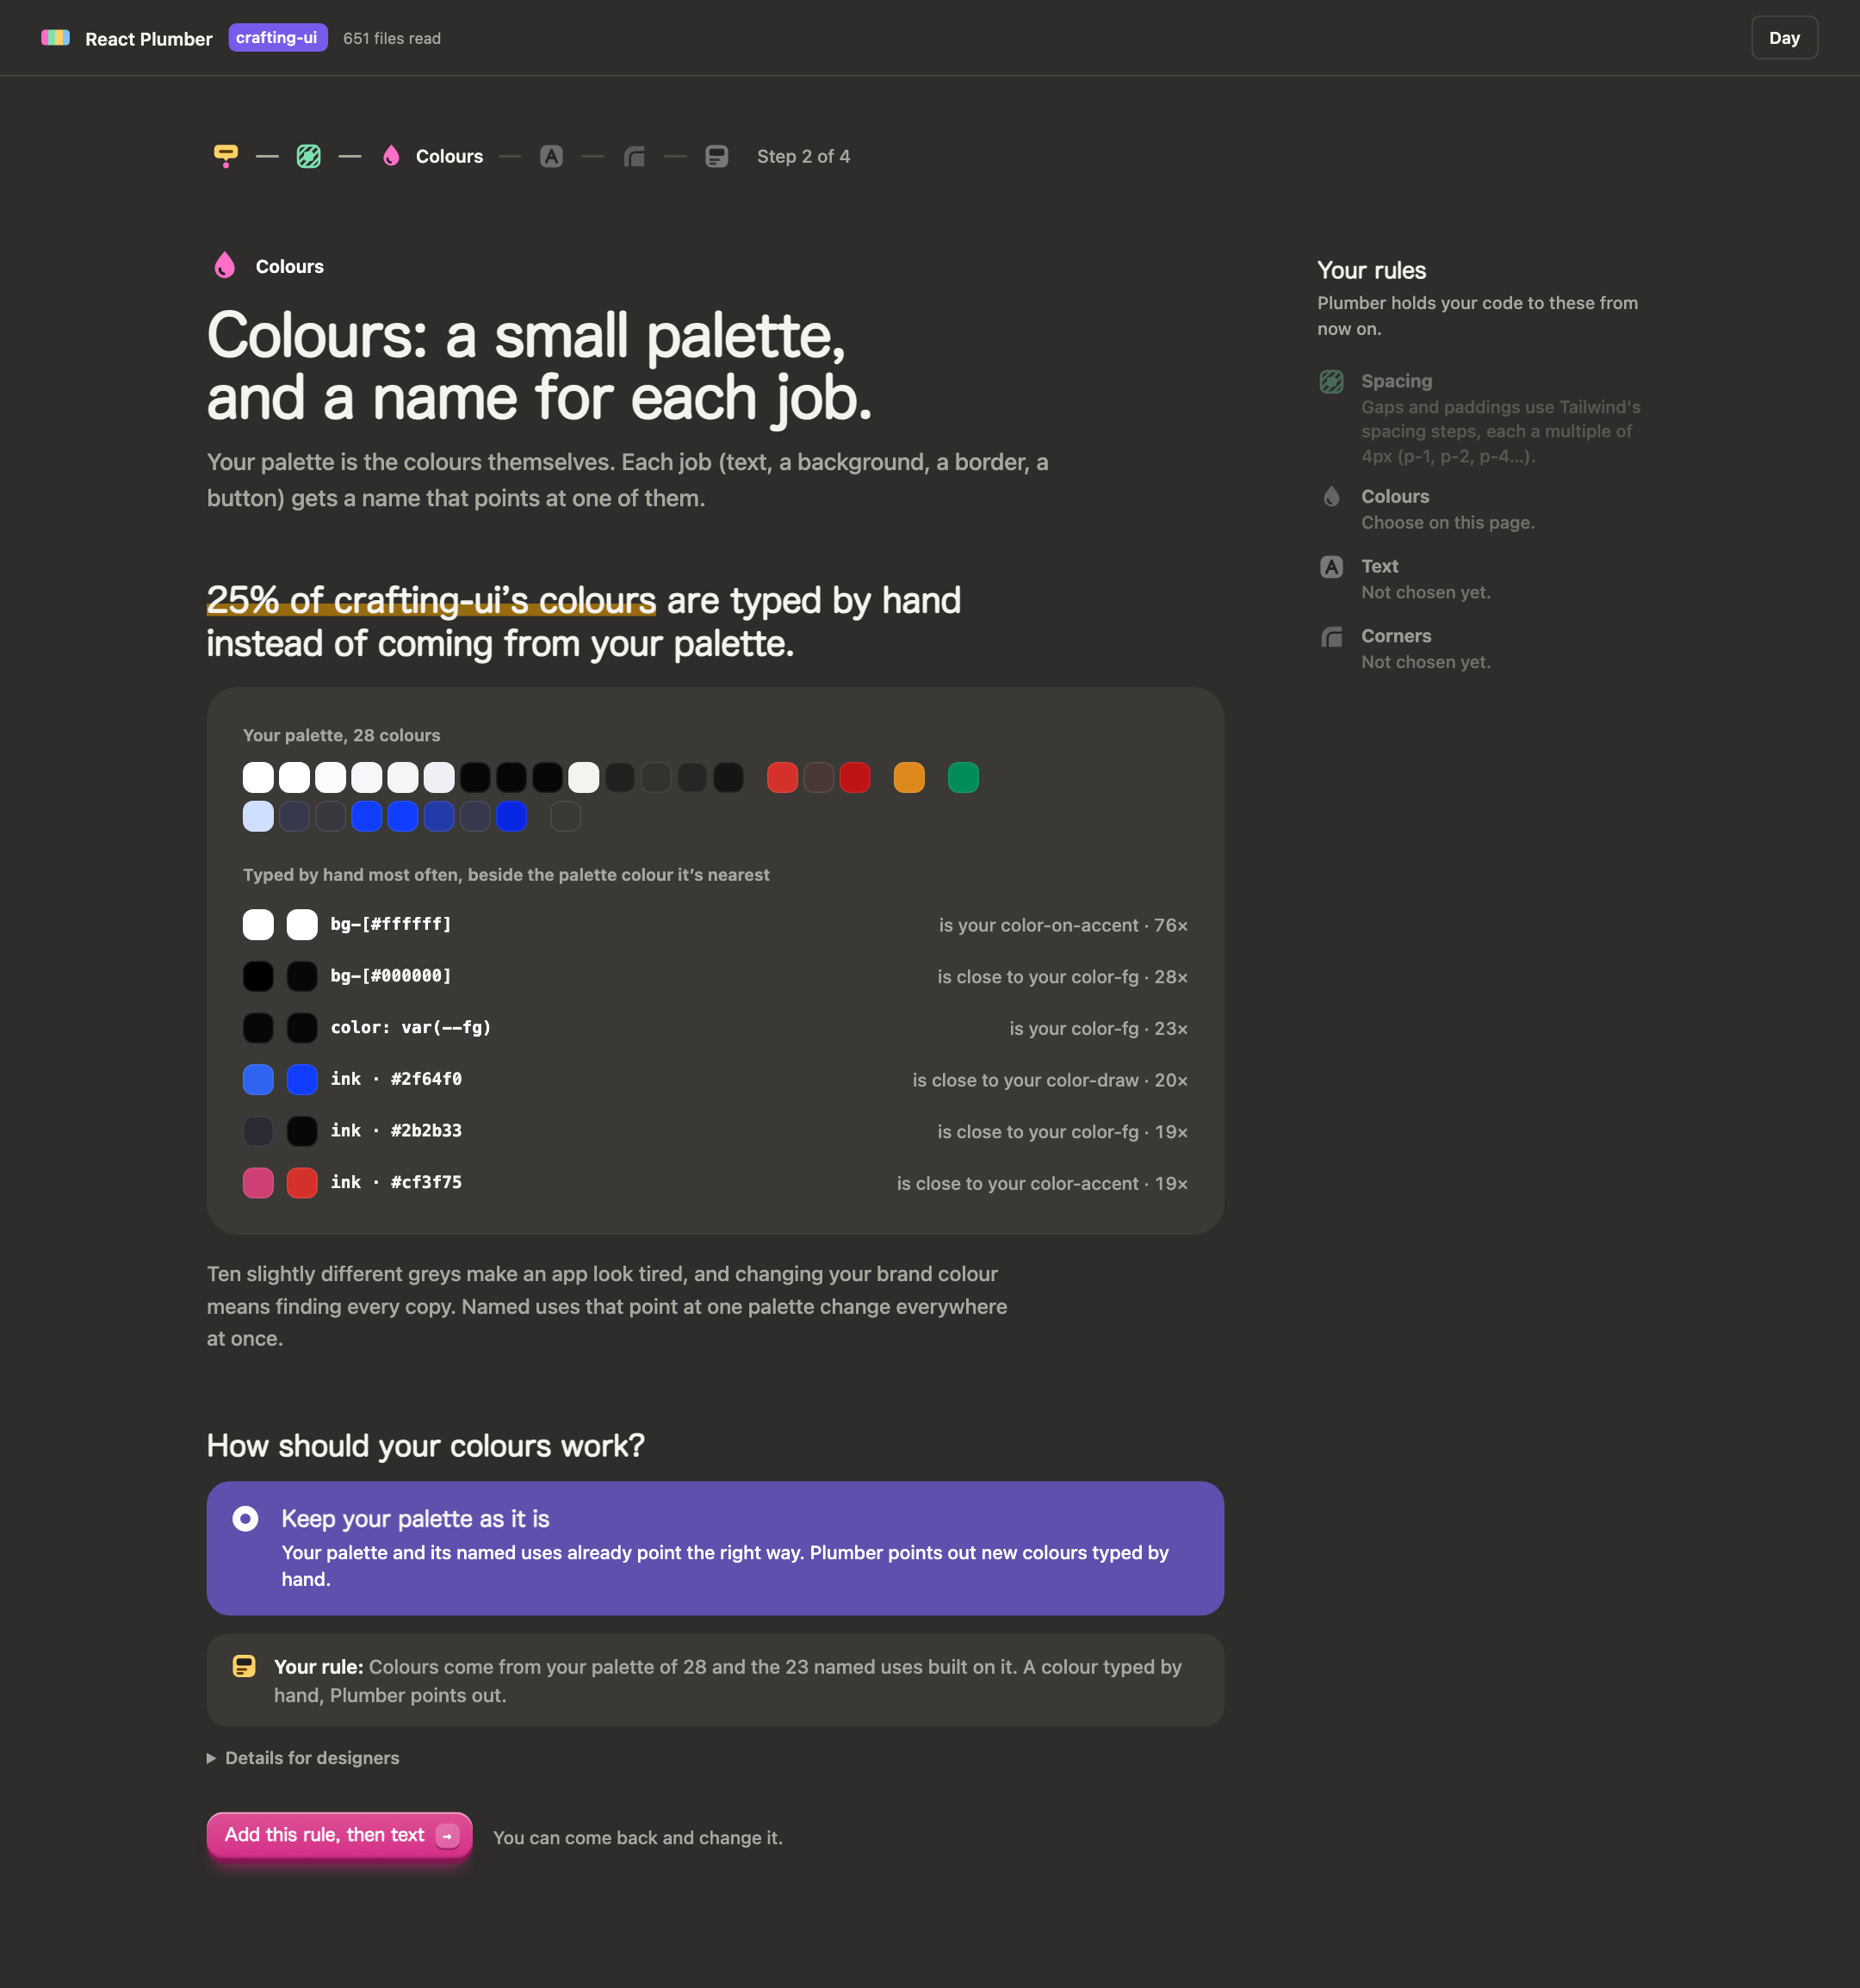 React Plumber crafting-ui 651 files read
Day
Colours
Step 2 of 4
Colours
Colours: a small palette,
and a name for each job.
Your palette is the colours themselves. Each job (text, a background, a border, a
button) gets a name that points at one of them.
25% of crafting-ui’s colours are typed by hand
instead of coming from your palette.
Your palette, 28 colours
Typed by hand most often, beside the palette colour it’s nearest
bg-[#ffffff] is your color-on-accent · 76×
bg-[#000000] is close to your color-fg · 28×
color: var(--fg) is your color-fg · 23×
ink · #2f64f0 is close to your color-draw · 20×
ink · #2b2b33 is close to your color-fg · 19×
ink · #cf3f75 is close to your color-accent · 19×
Ten slightly different greys make an app look tired, and changing your brand colour
means finding every copy. Named uses that point at one palette change everywhere
at once.
How should your colours work?
Keep your palette as it is
Your palette and its named uses already point the right way. Plumber points out new colours typed by
hand.
Your rule: Colours come from your palette of 28 and the 23 named uses built on it. A colour typed by
hand, Plumber points out.
Details for designers
Add this rule, then text →
You can come back and change it.
Your rules
Plumber holds your code to these from
now on.
Spacing
Gaps and paddings use Tailwind's
spacing steps, each a multiple of
4px (p-1, p-2, p-4…).
Colours
Choose on this page.
A Text
Not chosen yet.
Corners
Not chosen yet.